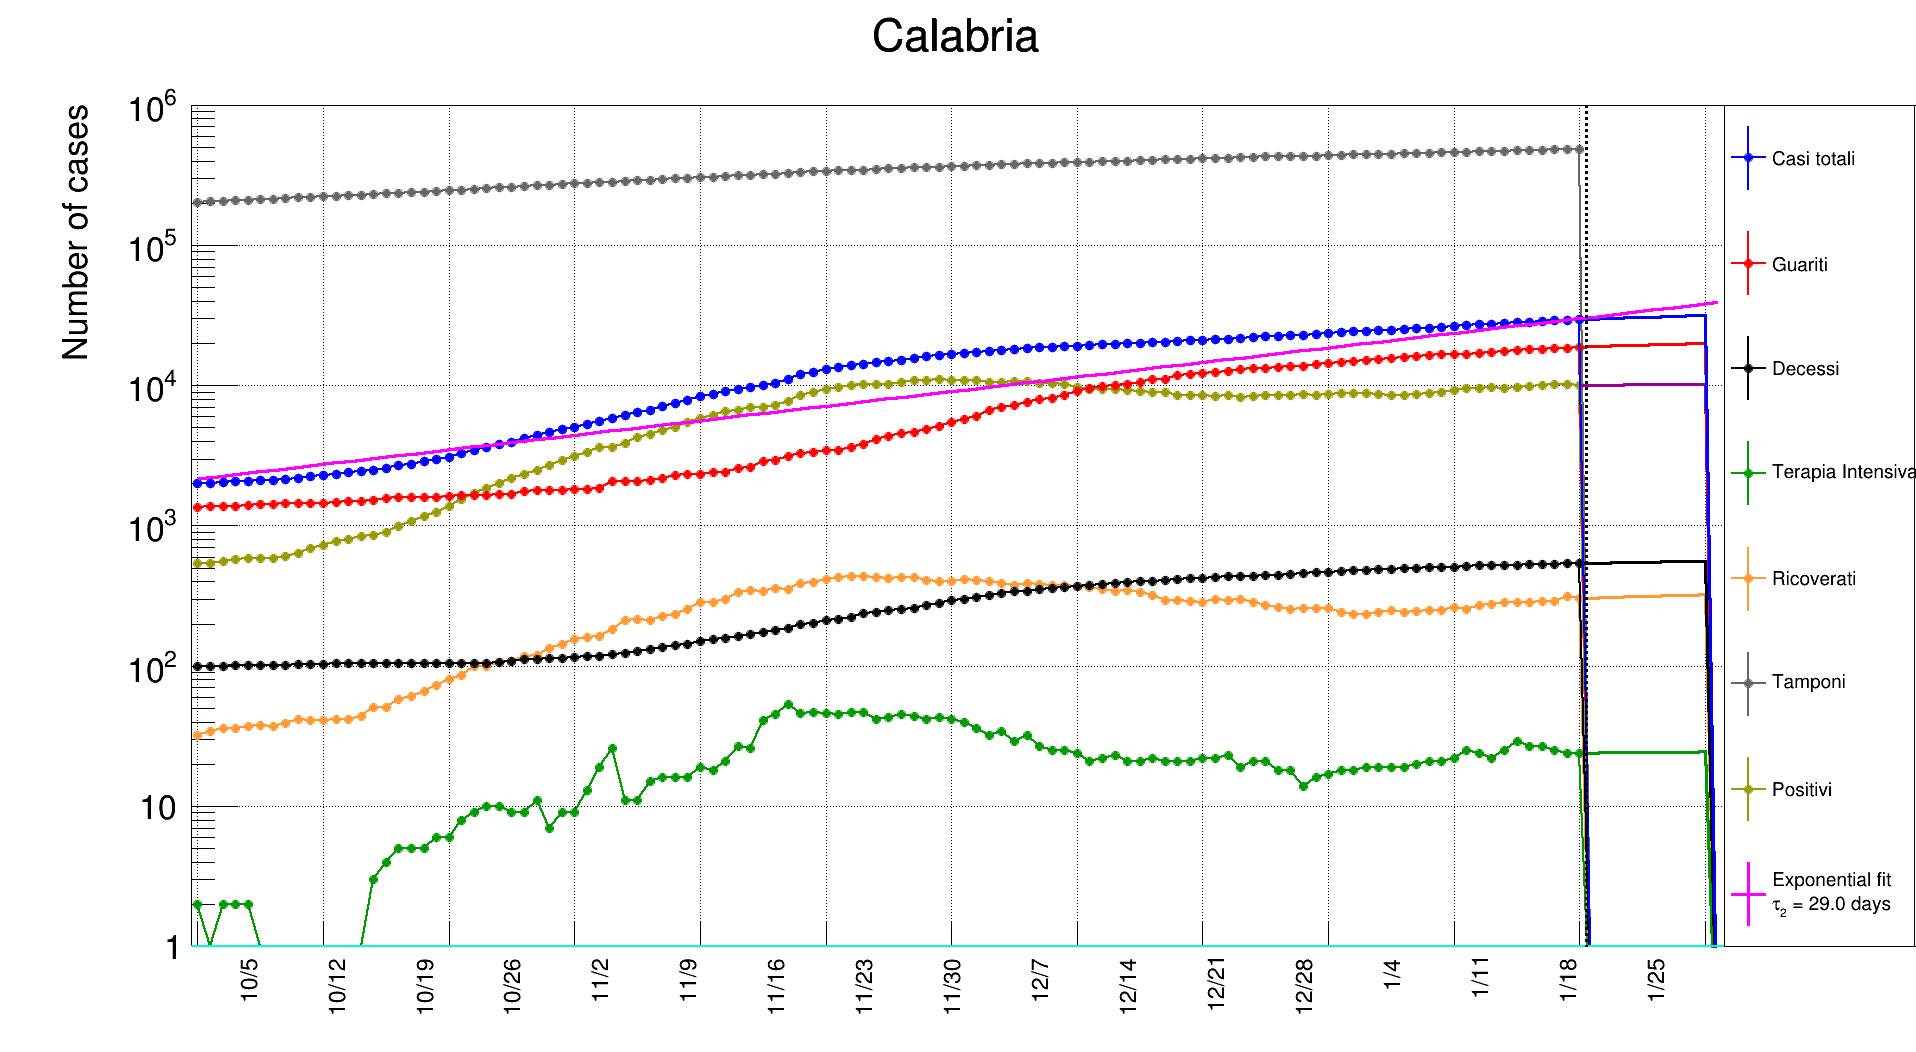 Calabria
Number of cases
10^6
10^5
10^4
10^3
10^2
10
1
10/5
10/12
10/19
10/26
11/2
11/9
11/16
11/23
11/30
12/7
12/14
12/21
12/28
1/4
1/11
1/18
1/25
Casi totali
Guariti
Decessi
Terapia Intensiva
Ricoverati
Tamponi
Positivi
Exponential fit
τ₂ = 29.0 days